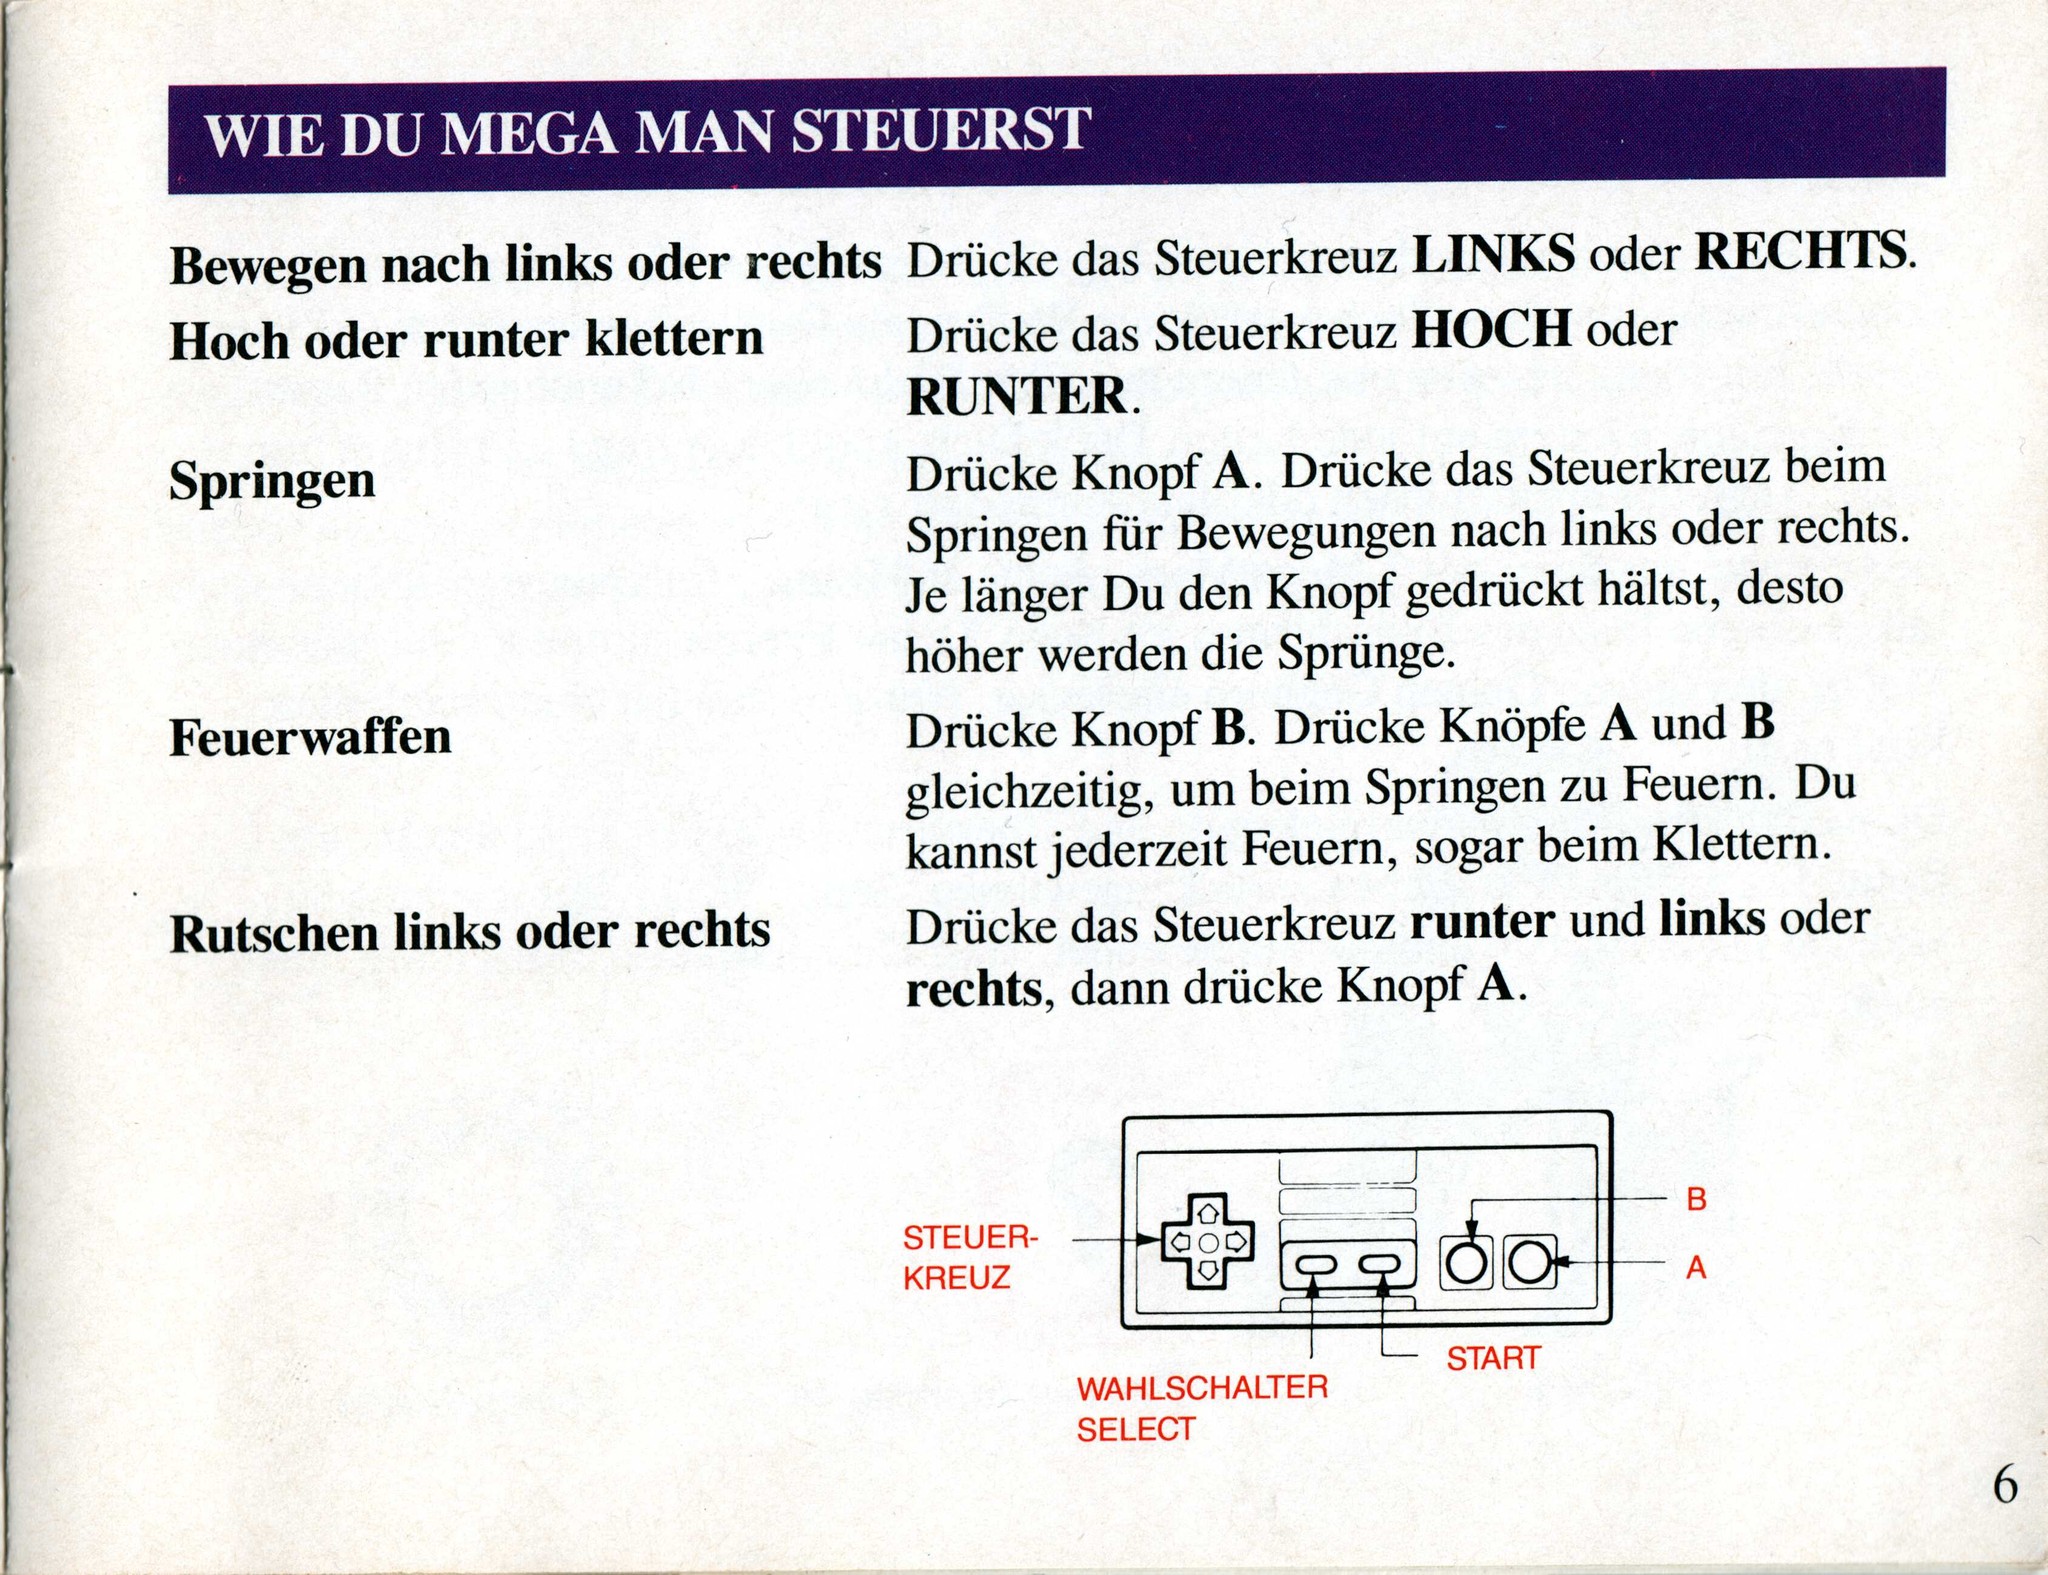 WIE DU MEGA MAN STEUERST
Bewegen nach links oder rechts Drücke das Steuerkreuz LINKS oder RECHTS.
Hoch oder runter klettern Drücke das Steuerkreuz HOCH oder
RUNTER.
Springen Drücke Knopf A. Drücke das Steuerkreuz beim
Springen für Bewegungen nach links oder rechts.
Je länger Du den Knopf gedrückt hältst, desto
höher werden die Sprünge.
Feuerwaffen Drücke Knopf B. Drücke Knöpfe A und B
gleichzeitig, um beim Springen zu Feuern. Du
kannst jederzeit Feuern, sogar beim Klettern.
Rutschen links oder rechts Drücke das Steuerkreuz runter und links oder
rechts, dann drücke Knopf A.
STEUER-
KREUZ
B
A
START
WAHLSCHALTER
SELECT
6